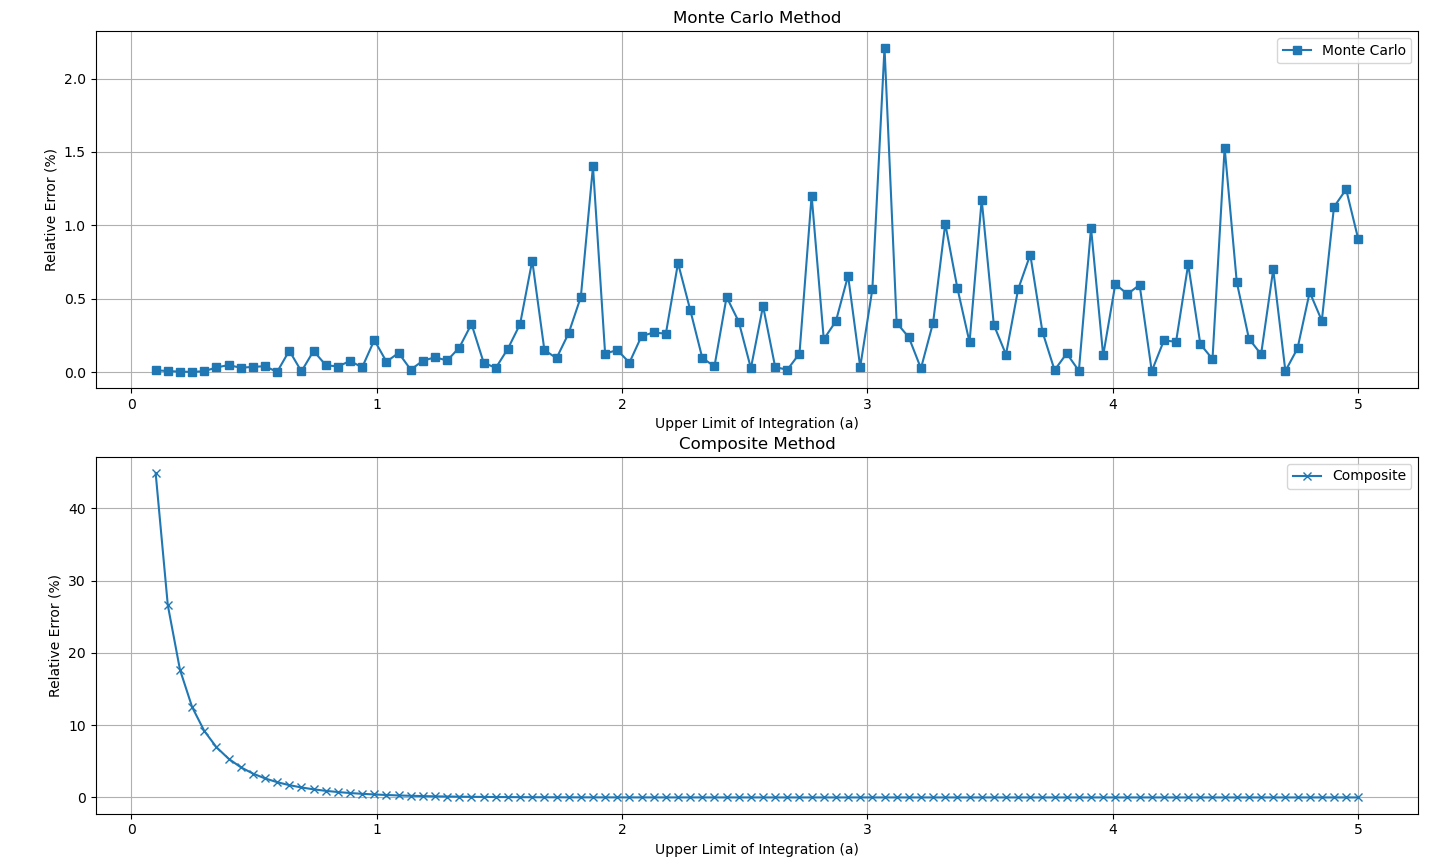 Monte Carlo Method
Monte Carlo
Relative Error (%)
2.0
1.5
1.0
0.5
0.0
0 1 2 3 4 5
Upper Limit of Integration (a)
Composite Method
Composite
Relative Error (%)
40
30
20
10
0
0 1 2 3 4 5
Upper Limit of Integration (a)